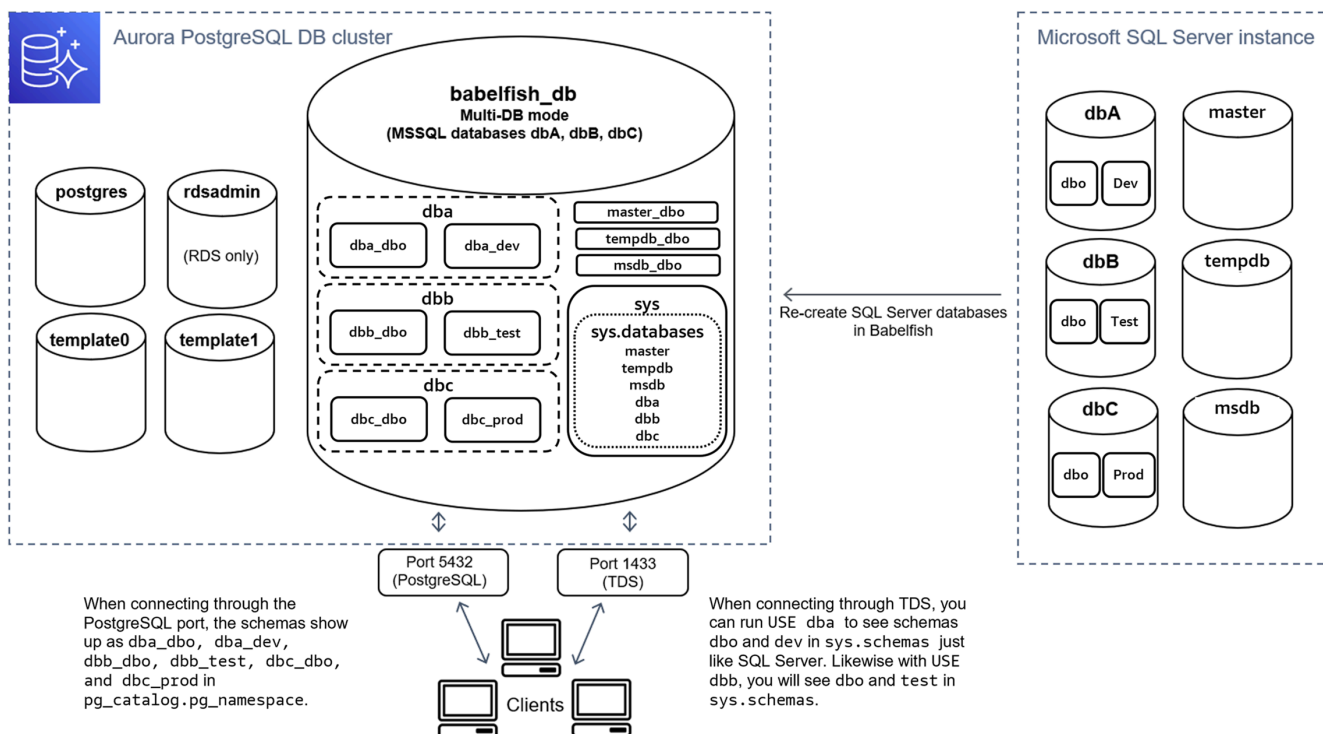 Aurora PostgreSQL DB cluster
babelfish_db
Multi-DB mode
(MSSQL databases dbA, dbB, dbC)
postgres
rdsadmin
(RDS only)
template0
template1
dba
dba_dbo
dba_dev
dbb
dbb_dbo
dbb_test
dbc
dbc_dbo
dbc_prod
master_dbo
tempdb_dbo
msdb_dbo
sys
sys.databases
master
tempdb
msdb
dba
dbb
dbc
Re-create SQL Server databases
in Babelfish
Microsoft SQL Server instance
dbA
dbo
Dev
master
dbB
dbo
Test
tempdb
dbC
dbo
Prod
msdb
Port 5432
(PostgreSQL)
Port 1433
(TDS)
When connecting through the
PostgreSQL port, the schemas show
up as dba_dbo, dba_dev,
dbb_dbo, dbb_test, dbc_dbo,
and dbc_prod in
pg_catalog.pg_namespace.
Clients
When connecting through TDS, you
can run USE dba to see schemas
dbo and dev in sys.schemas just
like SQL Server. Likewise with USE
dbb, you will see dbo and test in
sys.schemas.